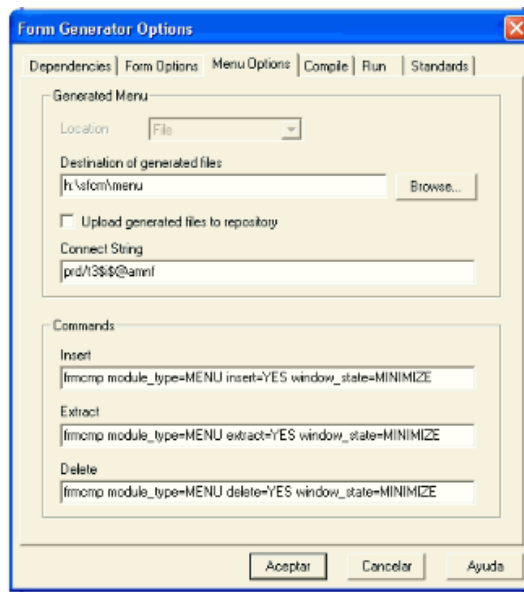 Form Generator Options
Dependencies Form Options Menu Options Compile Run Standards
Generated Menu
Location File
Destination of generated files
h:\sfcm\menu Browse...
Upload generated files to repository
Connect String
Commands
Insert
frmcmp module_type=MENU insert=YES window_state=MINIMIZE
Extract
frmcmp module_type=MENU extract=YES window_state=MINIMIZE
Delete
frmcmp module_type=MENU delete=YES window_state=MINIMIZE
Aceptar Cancelar Ayuda